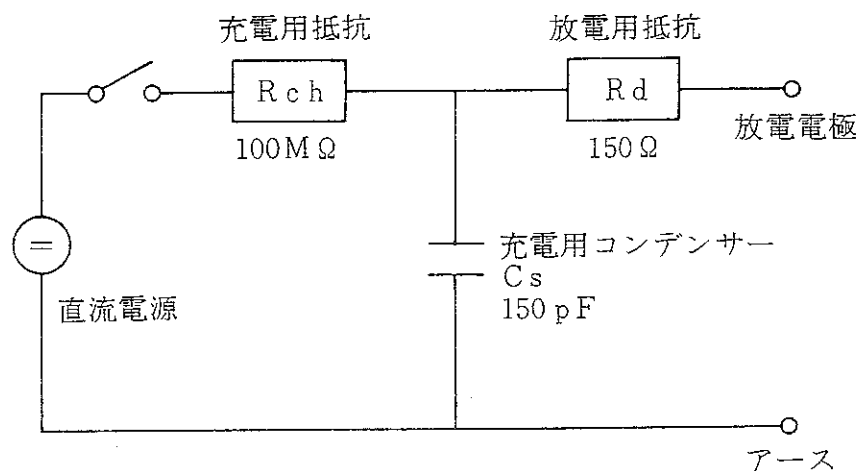 充電用抵抗
放電用抵抗
Rch
Rd
100MΩ
150Ω
放電電極
=
充電用コンデンサー
Cs
150pF
直流電源
アース